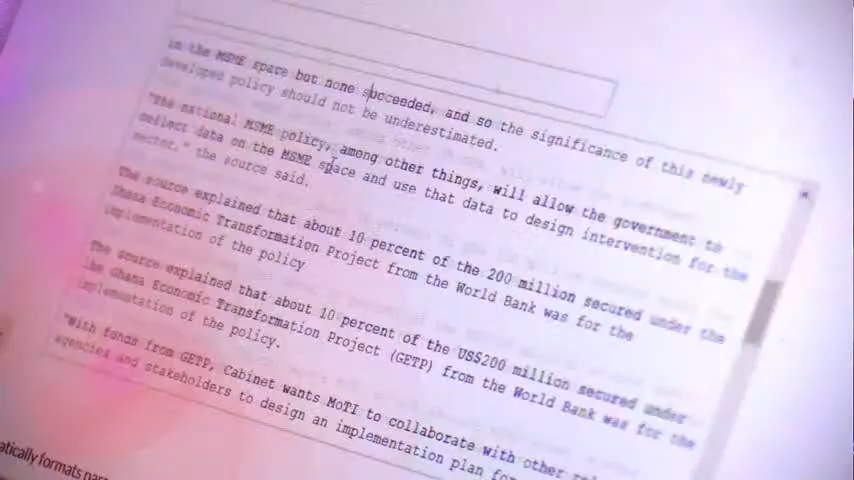 in the MSME space but none succeeded, and so the significance of this newly
developed policy should not be underestimated.
"The national MSME policy, among other things, will allow the government to
collect data on the MSME space and use that data to design intervention for the
sector," the source said.
The source explained that about 10 percent of the 200 million secured under the
Ghana Economic Transformation Project from the World Bank was for the
implementation of the policy
The source explained that about 10 percent of the US$200 million secured under
the Ghana Economic Transformation Project (GETP) from the World Bank was for the
implementation of the policy.
"With funds from GETP, Cabinet wants MoTI to collaborate with other
agencies and stakeholders to design an implementation plan for
formats